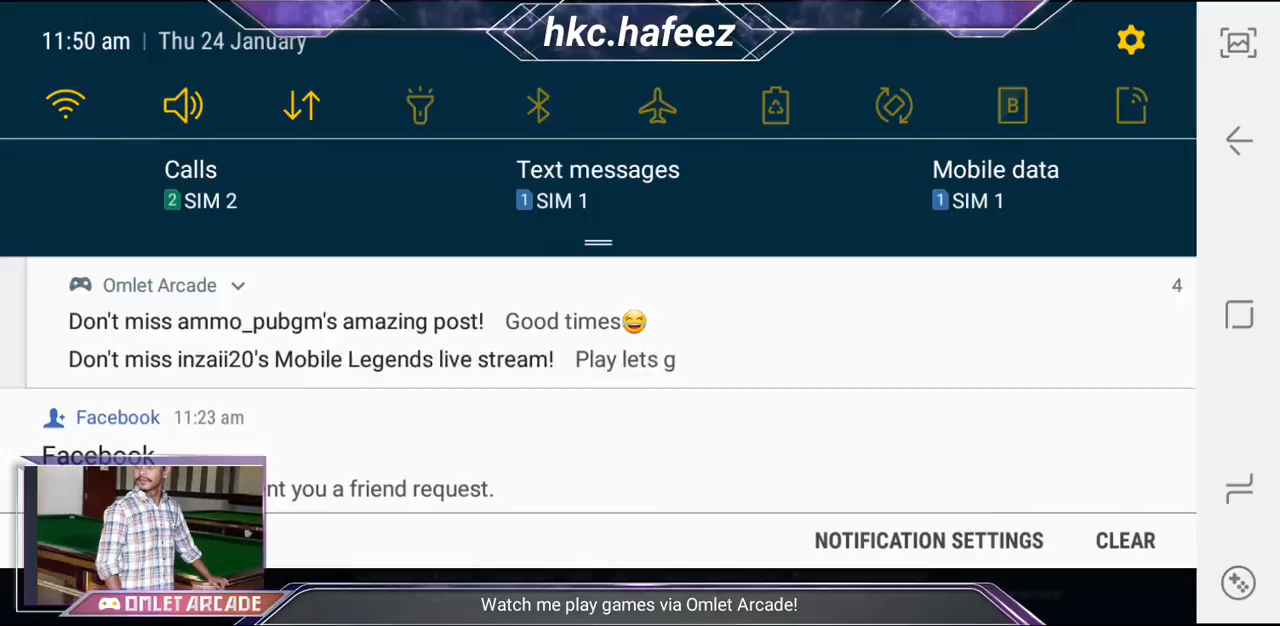 hkc.hafeez
11:50 am | Thu 24 January
B
Calls
Text messages
Mobile data
2 SIM 2
1 SIM 1
1 SIM 1
Omlet Arcade
4
Don't miss ammo_pubgm's amazing post! Good times😂
Don't miss inzaii20's Mobile Legends live stream! Play lets g
Facebook 11:23 am
Facebook
nt you a friend request.
NOTIFICATION SETTINGS
CLEAR
OMLET ARCADE
Watch me play games via Omlet Arcade!